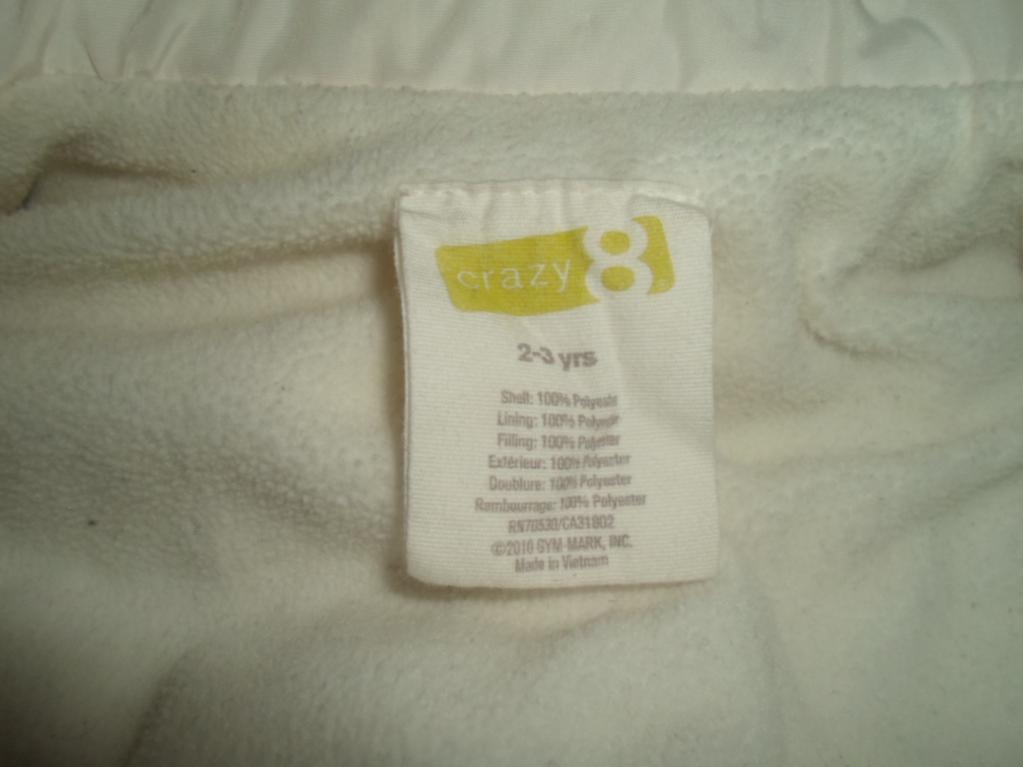 crazy 8
2-3 yrs
Shell: 100% Polyester
Lining: 100% Polyester
Filling: 100% Polyester
Extérieur: 100% Polyester
Doublure: 100% Polyester
Rembourrage: 100% Polyester
RN70530/CA31802
©2010 GYM-MARK, INC.
Made in Vietnam